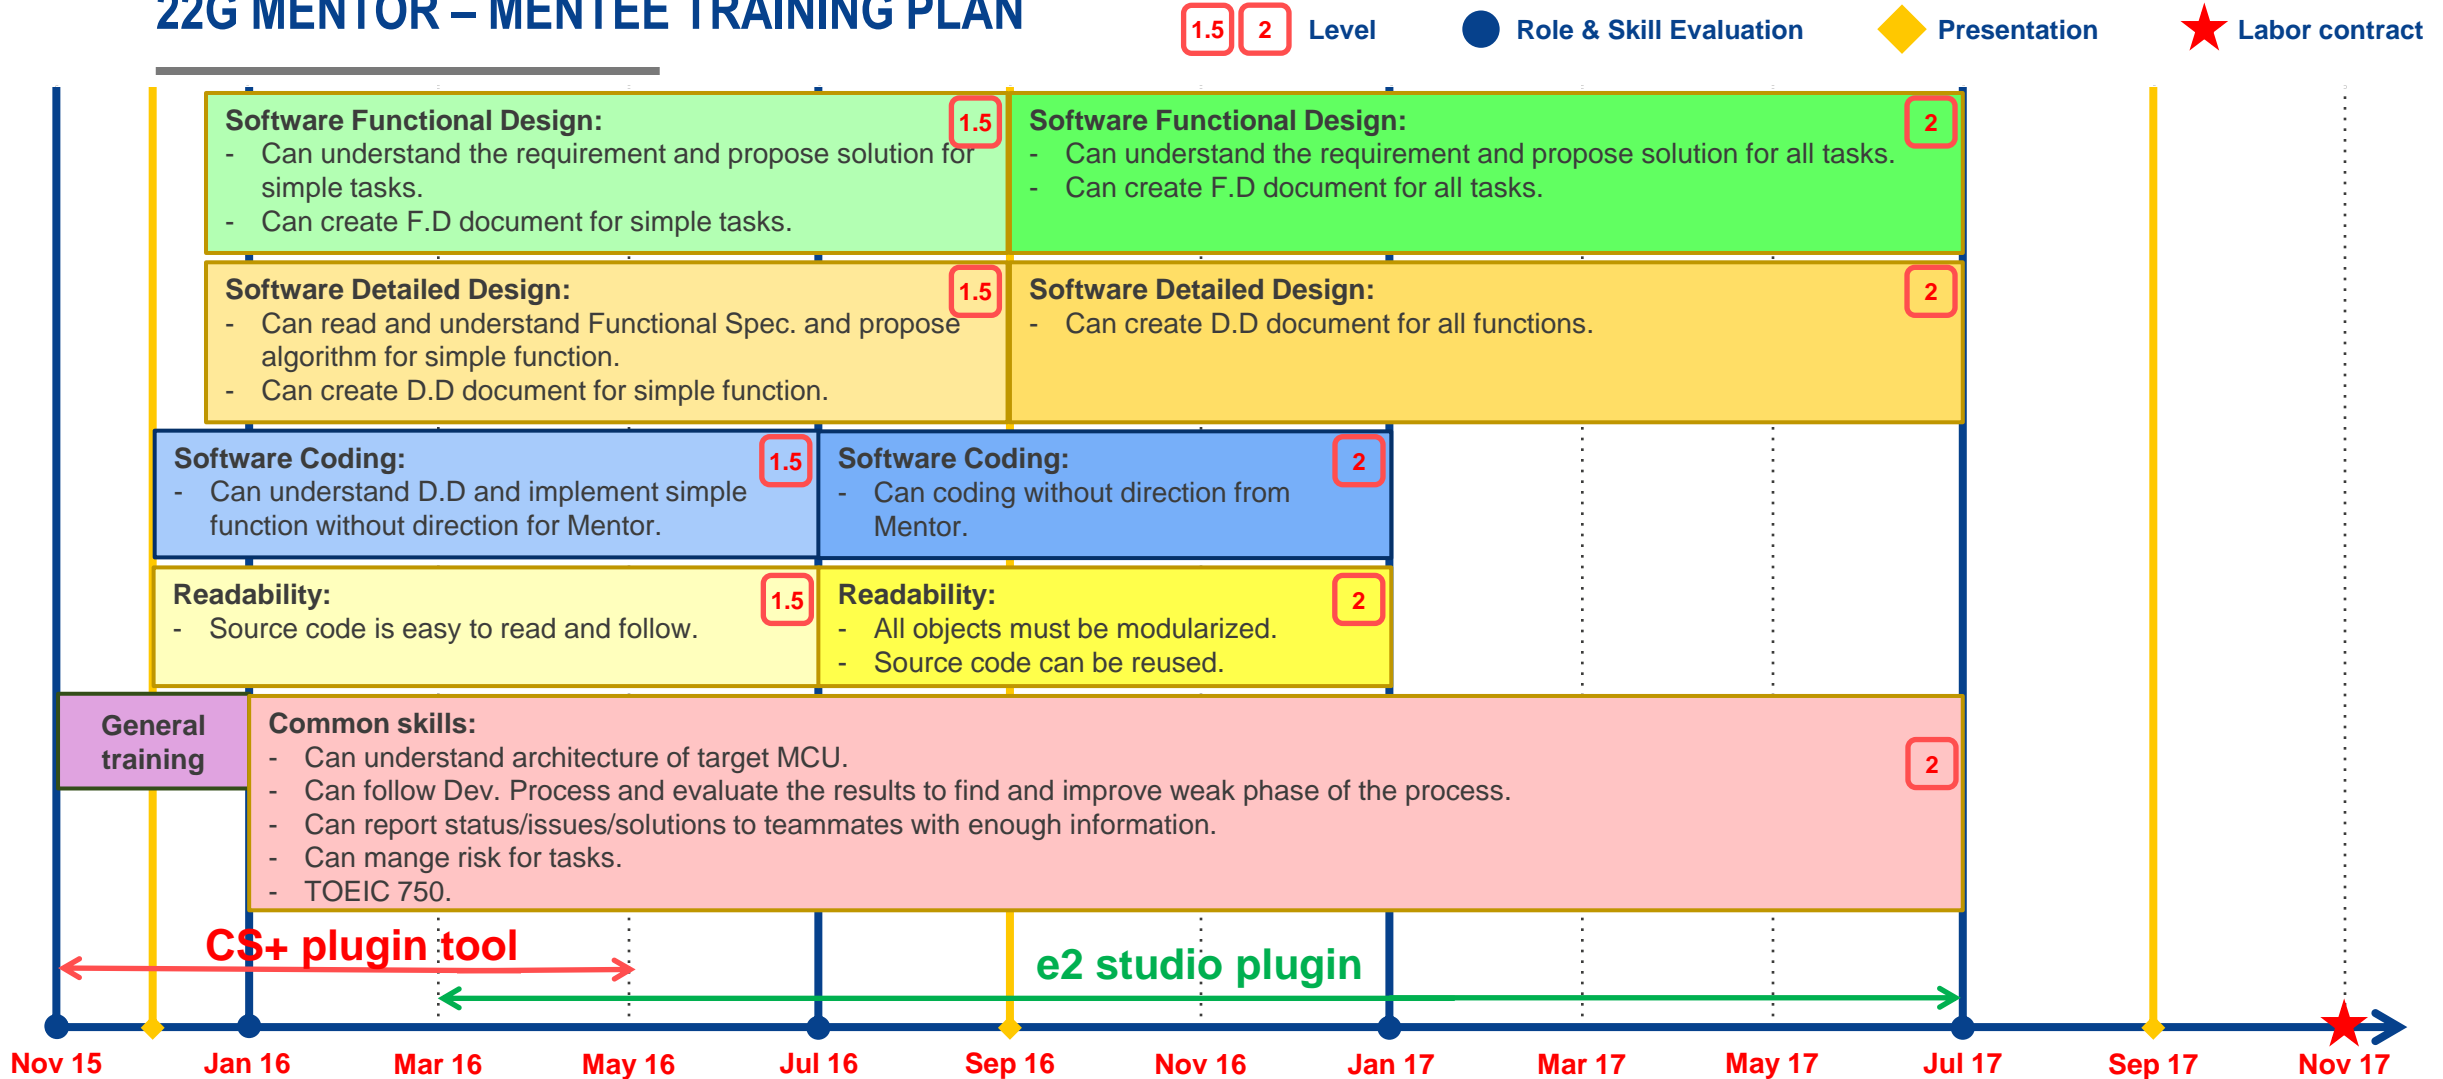 22G MENTOR – MENTEE TRAINING PLAN
1.5 2 Level Role & Skill Evaluation Presentation Labor contract
Software Functional Design: 1.5
- Can understand the requirement and propose solution for
simple tasks.
- Can create F.D document for simple tasks.
Software Functional Design: 2
- Can understand the requirement and propose solution for all tasks.
- Can create F.D document for all tasks.
Software Detailed Design: 1.5
- Can read and understand Functional Spec. and propose
algorithm for simple function.
- Can create D.D document for simple function.
Software Detailed Design: 2
- Can create D.D document for all functions.
Software Coding: 1.5
- Can understand D.D and implement simple
function without direction for Mentor.
Software Coding: 2
- Can coding without direction from
Mentor.
Readability: 1.5
- Source code is easy to read and follow.
Readability: 2
- All objects must be modularized.
- Source code can be reused.
General
training
Common skills:
- Can understand architecture of target MCU. 2
- Can follow Dev. Process and evaluate the results to find and improve weak phase of the process.
- Can report status/issues/solutions to teammates with enough information.
- Can mange risk for tasks.
- TOEIC 750.
CS+ plugin tool
e2 studio plugin
Nov 15 Jan 16 Mar 16 May 16 Jul 16 Sep 16 Nov 16 Jan 17 Mar 17 May 17 Jul 17 Sep 17 Nov 17